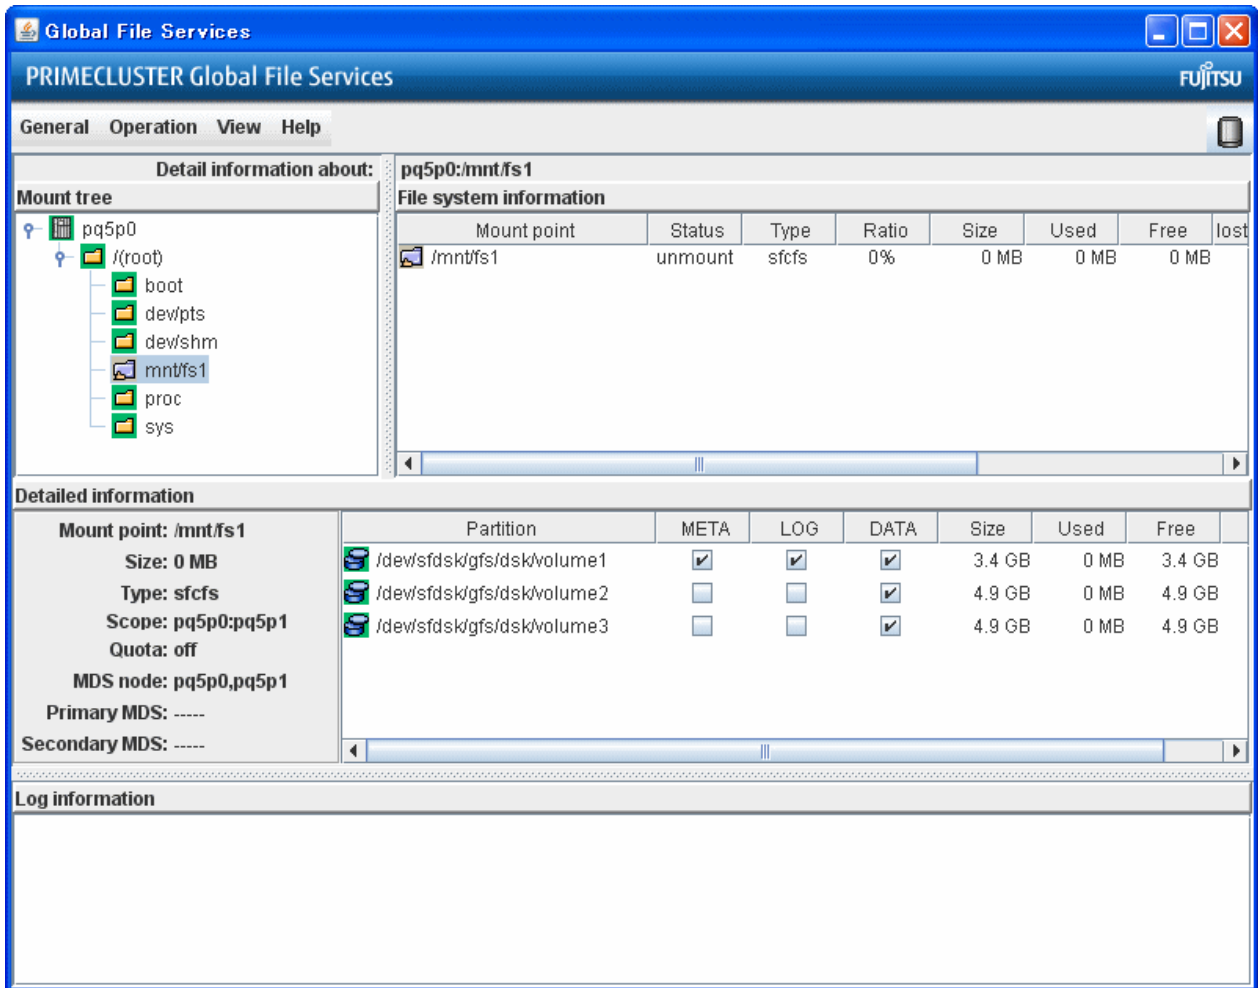 Global File Services
PRIMECLUSTER Global File Services
FUJITSU
General Operation View Help
Detail information about: pq5p0:/mnt/fs1
Mount tree
File system information
pq5p0
/(root)
boot
dev/pts
dev/shm
mnt/fs1
proc
sys
Mount point Status Type Ratio Size Used Free lost
/mnt/fs1 unmount sfcfs 0% 0 MB 0 MB 0 MB
Detailed information
Mount point: /mnt/fs1
Size: 0 MB
Type: sfcfs
Scope: pq5p0:pq5p1
Quota: off
MDS node: pq5p0,pq5p1
Primary MDS: -----
Secondary MDS: -----
Partition META LOG DATA Size Used Free
/dev/sfdsk/gfs/dsk/volume1 3.4 GB 0 MB 3.4 GB
/dev/sfdsk/gfs/dsk/volume2 4.9 GB 0 MB 4.9 GB
/dev/sfdsk/gfs/dsk/volume3 4.9 GB 0 MB 4.9 GB
Log information